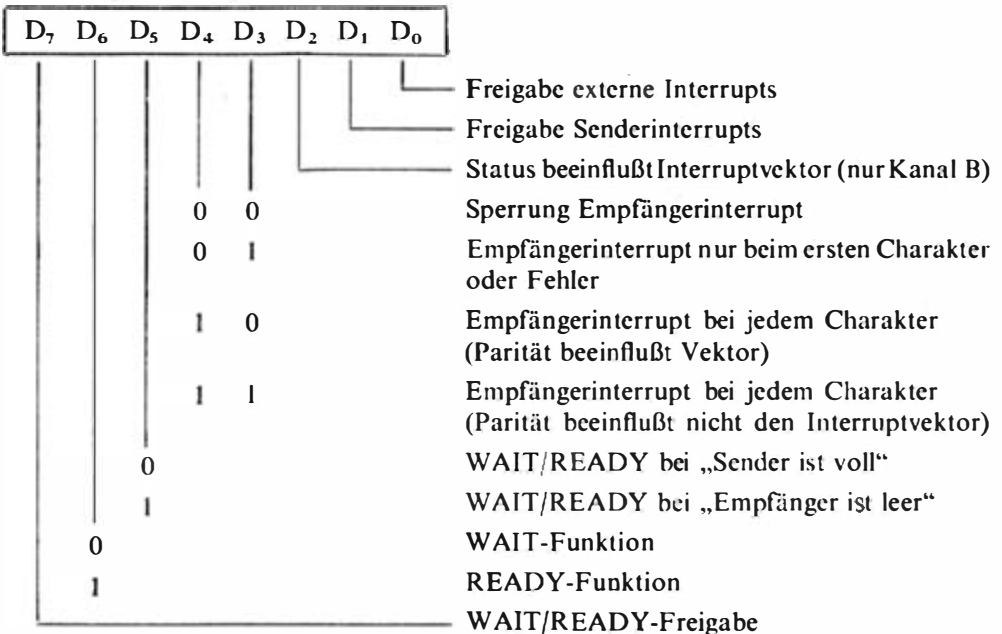 D₇ D₆ D₅ D₄ D₃ D₂ D₁ D₀
Freigabe externe Interrupts
Freigabe Senderinterrupts
Status beeinflußt Interruptvektor (nur Kanal B)
0 0 Sperrung Empfängerinterrupt
0 1 Empfängerinterrupt nur beim ersten Charakter
oder Fehler
1 0 Empfängerinterrupt bei jedem Charakter
(Parität beeinflußt Vektor)
1 1 Empfängerinterrupt bei jedem Charakter
(Parität beeinflußt nicht den Interruptvektor)
0 WAIT/READY bei „Sender ist voll“
1 WAIT/READY bei „Empfänger ist leer“
0 WAIT-Funktion
1 READY-Funktion
WAIT/READY-Freigabe